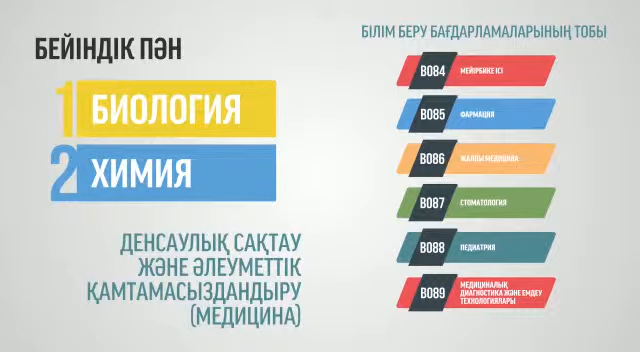 БЕЙІНДІК ПӘН
1 БИОЛОГИЯ
2 ХИМИЯ
ДЕНСАУЛЫҚ САҚТАУ
ЖӘНЕ ӘЛЕУМЕТТІК
ҚАМТАМАСЫЗДАНДЫРУ
(МЕДИЦИНА)
БІЛІМ БЕРУ БАҒДАРЛАМАЛАРЫНЫҢ ТОБЫ
B084 МЕЙІРБИКЕ ІСІ
B085 ФАРМАЦИЯ
B086 ЖАЛПЫ МЕДИЦИНА
B087 СТОМАТОЛОГИЯ
B088 ПЕДИАТРИЯ
B089 МЕДИЦИНАЛЫҚ
ДИАГНОСТИКА ЖӘНЕ ЕМДЕУ
ТЕХНОЛОГИЯЛАРЫ